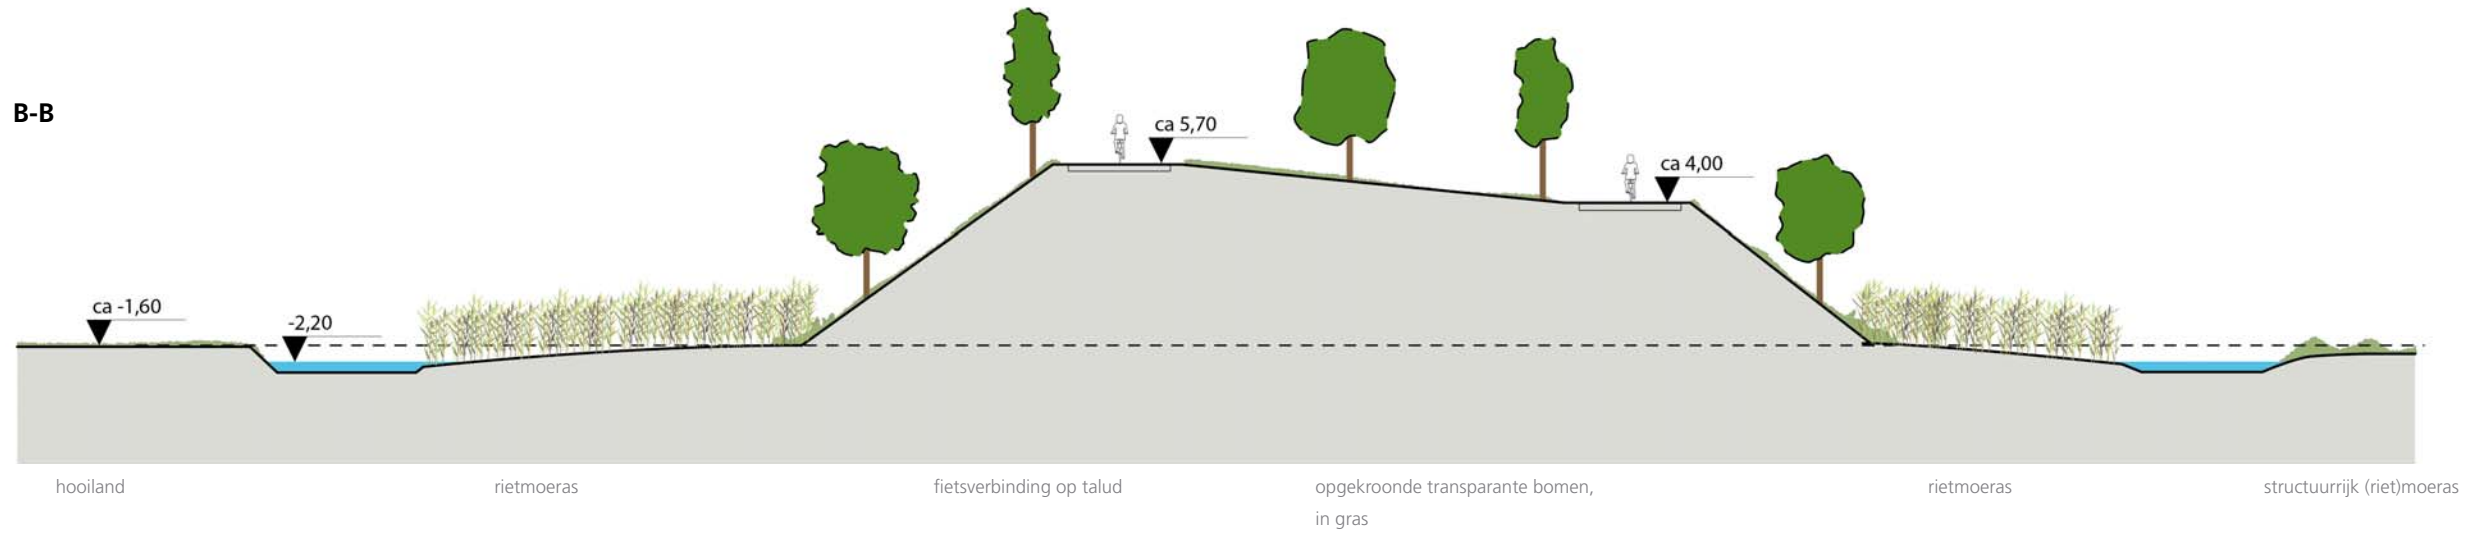 B-B
ca 5,70
ca 4,00
ca -1,60
-2,20
hooiland
rietmoeras
fietsverbinding op talud
opgekroonde transparante bomen,
in gras
rietmoeras
structuurrijk (riet)moeras